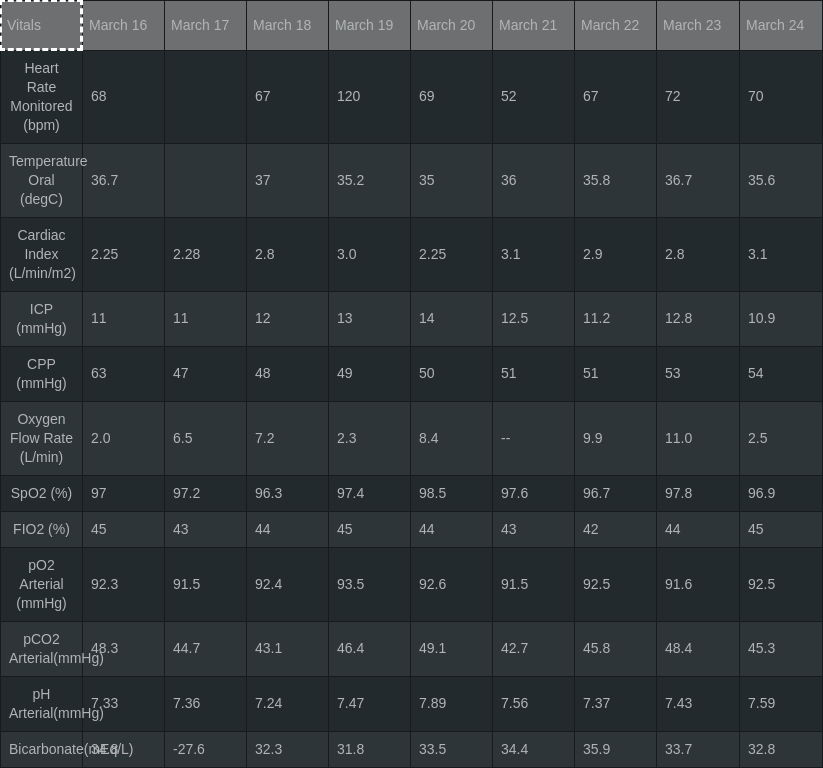 Vitals March 16 March 17 March 18 March 19 March 20 March 21 March 22 March 23 March 24
Heart
Rate
Monitored
(bpm) 68 67 120 69 52 67 72 70
Temperature
Oral
(degC) 36.7 37 35.2 35 36 35.8 36.7 35.6
Cardiac
Index
(L/min/m2) 2.25 2.28 2.8 3.0 2.25 3.1 2.9 2.8 3.1
ICP
(mmHg) 11 11 12 13 14 12.5 11.2 12.8 10.9
CPP
(mmHg) 63 47 48 49 50 51 51 53 54
Oxygen
Flow Rate
(L/min) 2.0 6.5 7.2 2.3 8.4 -- 9.9 11.0 2.5
SpO2 (%) 97 97.2 96.3 97.4 98.5 97.6 96.7 97.8 96.9
FIO2 (%) 45 43 44 45 44 43 42 44 45
pO2
Arterial
(mmHg) 92.3 91.5 92.4 93.5 92.6 91.5 92.5 91.6 92.5
pCO2
Arterial(mmHg) 48.3 44.7 43.1 46.4 49.1 42.7 45.8 48.4 45.3
pH
Arterial(mmHg) 7.33 7.36 7.24 7.47 7.89 7.56 7.37 7.43 7.59
Bicarbonate(mEq/L) -27.6 32.3 31.8 33.5 34.4 35.9 33.7 32.8